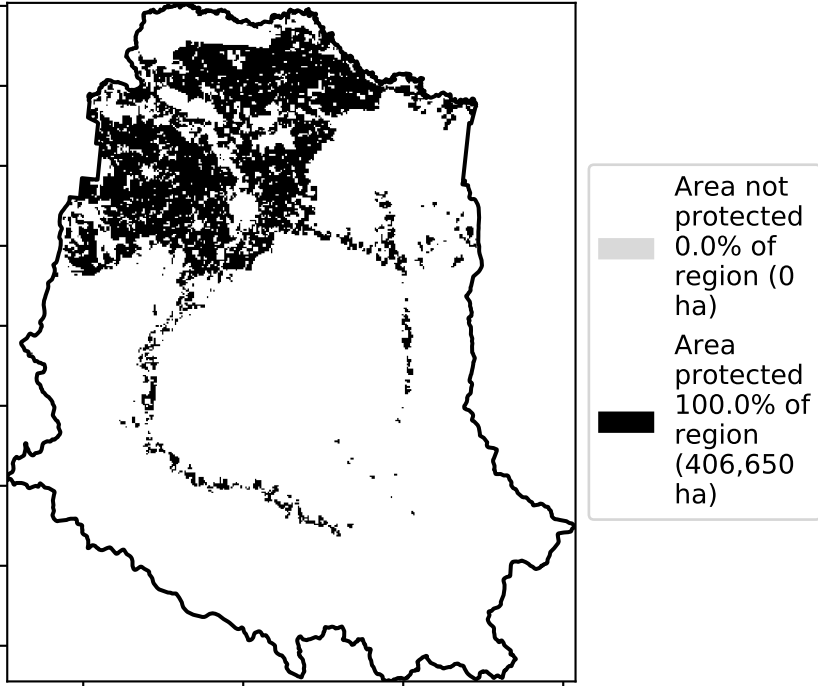 Area not
protected
0.0% of
region (0
ha)
Area
protected
100.0% of
region
(406,650
ha)